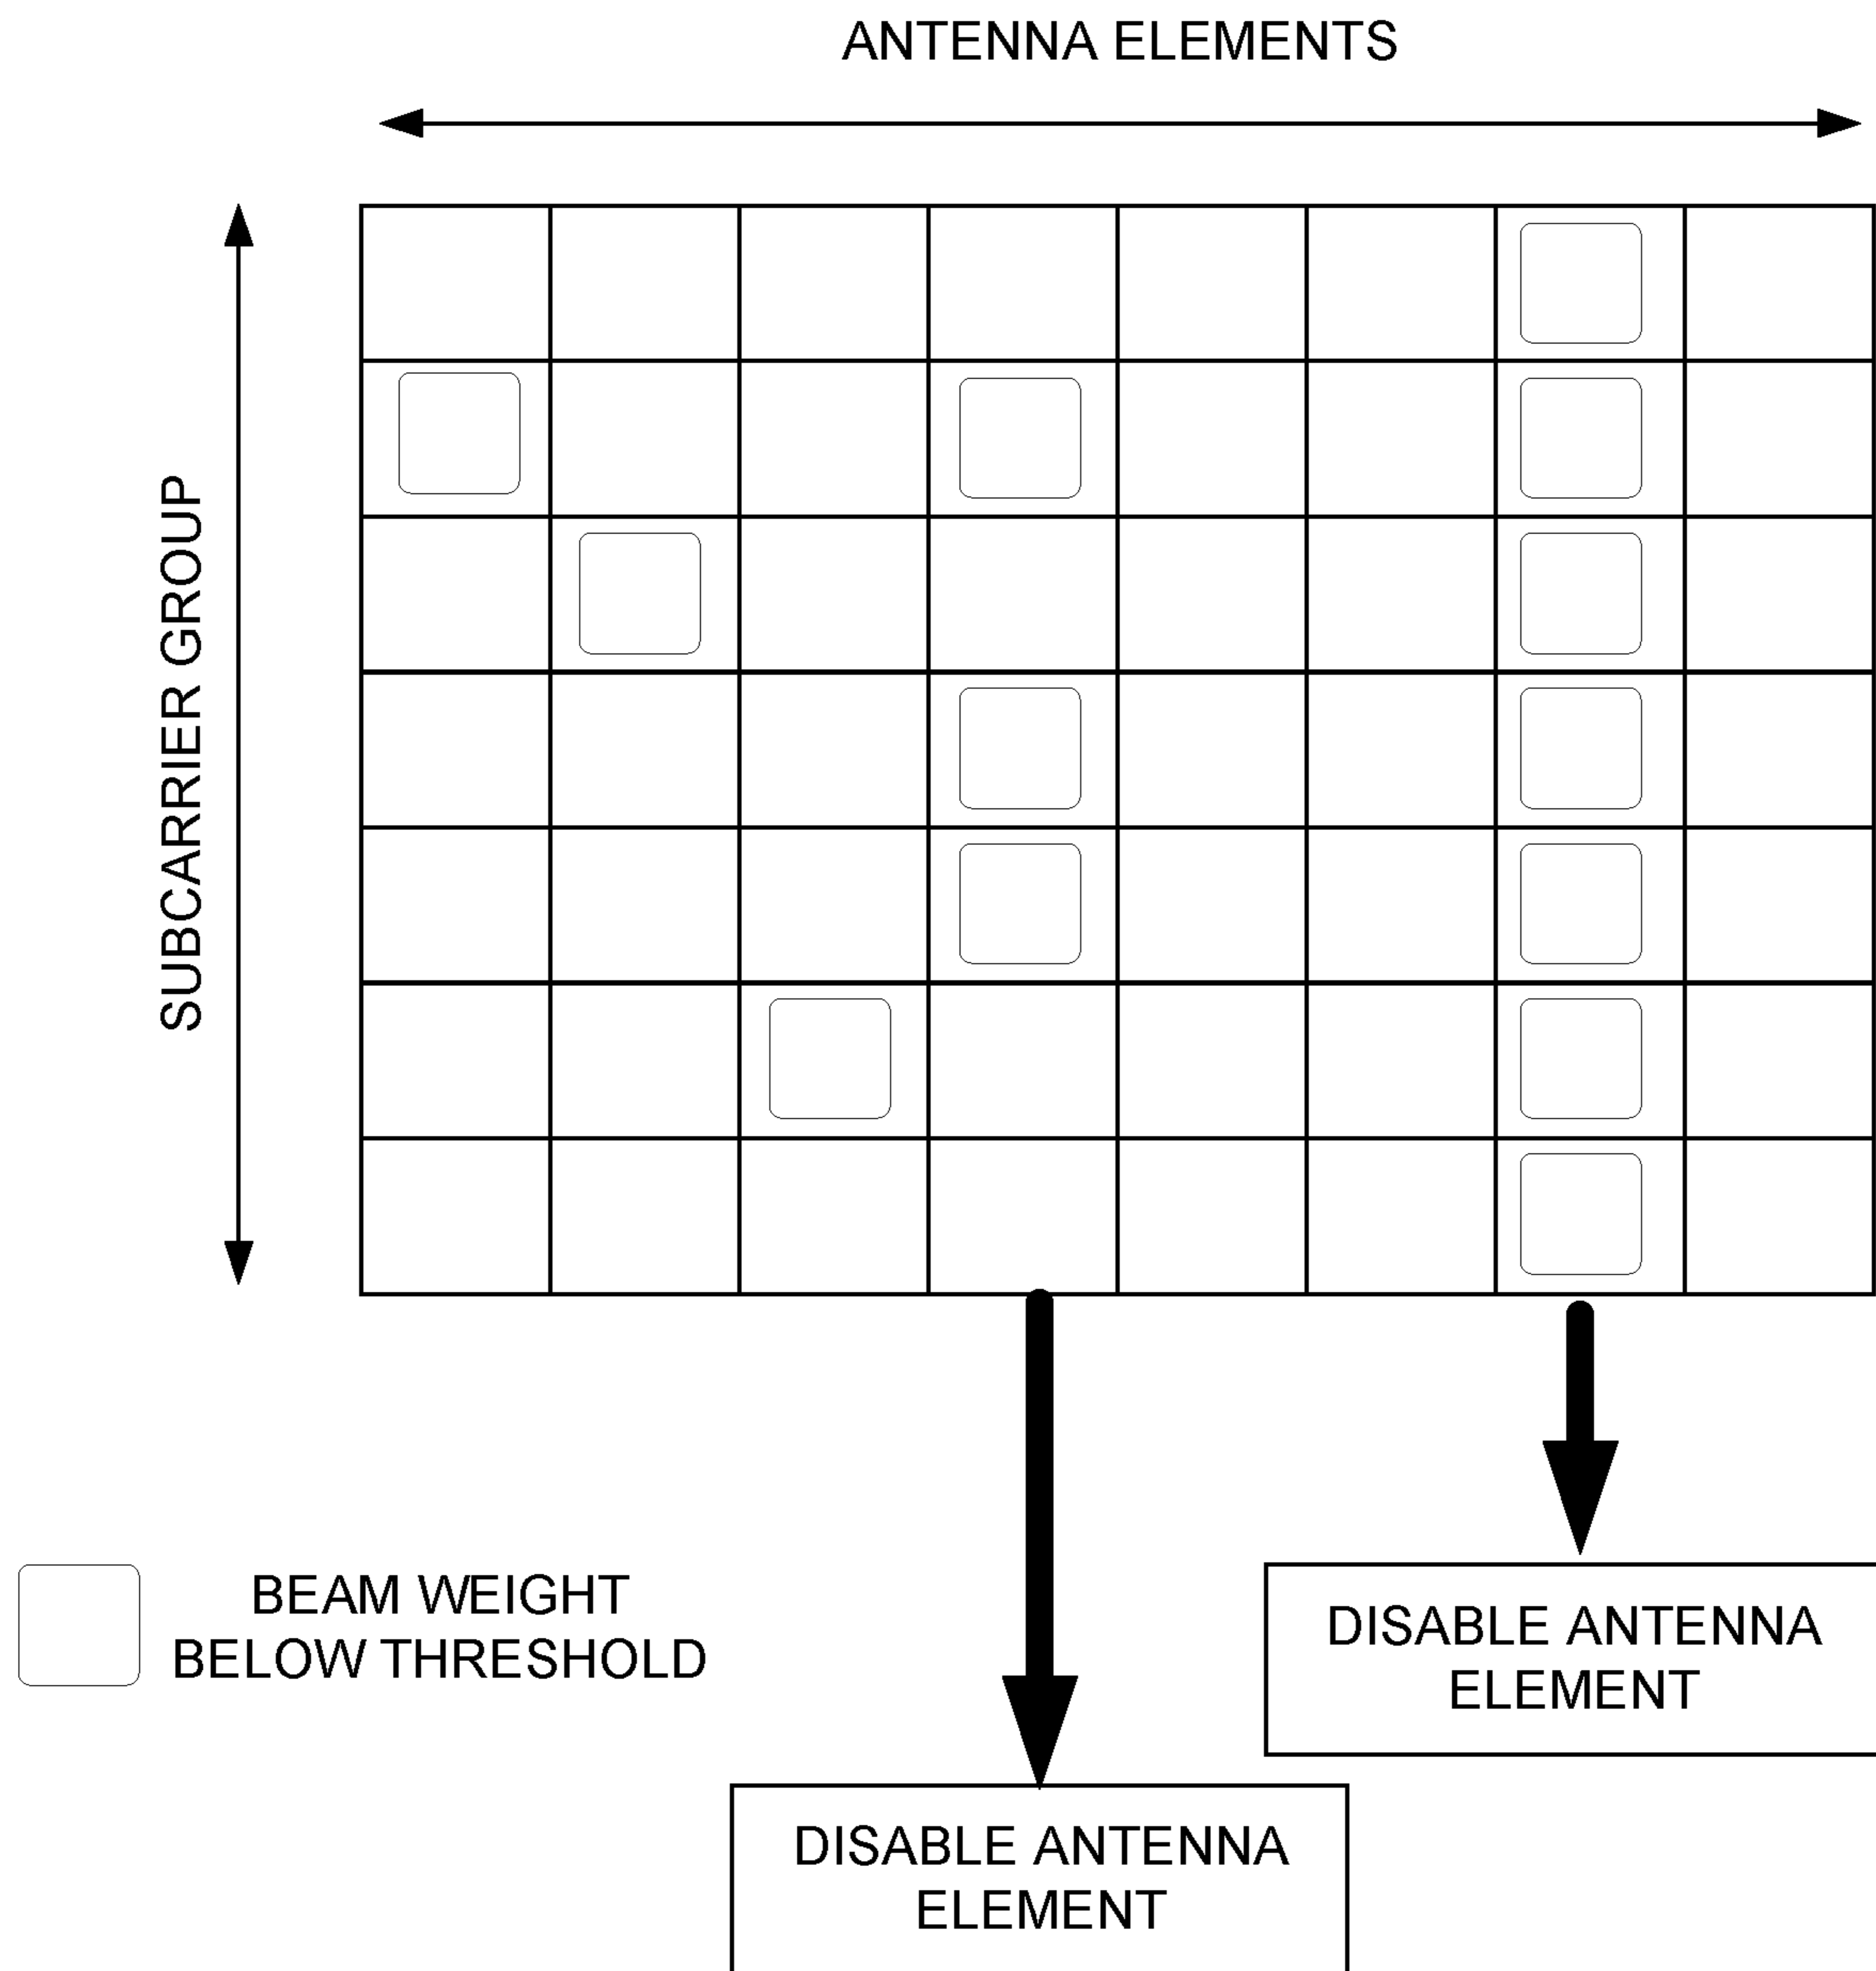 ANTENNA ELEMENTS
SUBCARRIER GROUP
BEAM WEIGHT
BELOW THRESHOLD
DISABLE ANTENNA
ELEMENT
DISABLE ANTENNA
ELEMENT